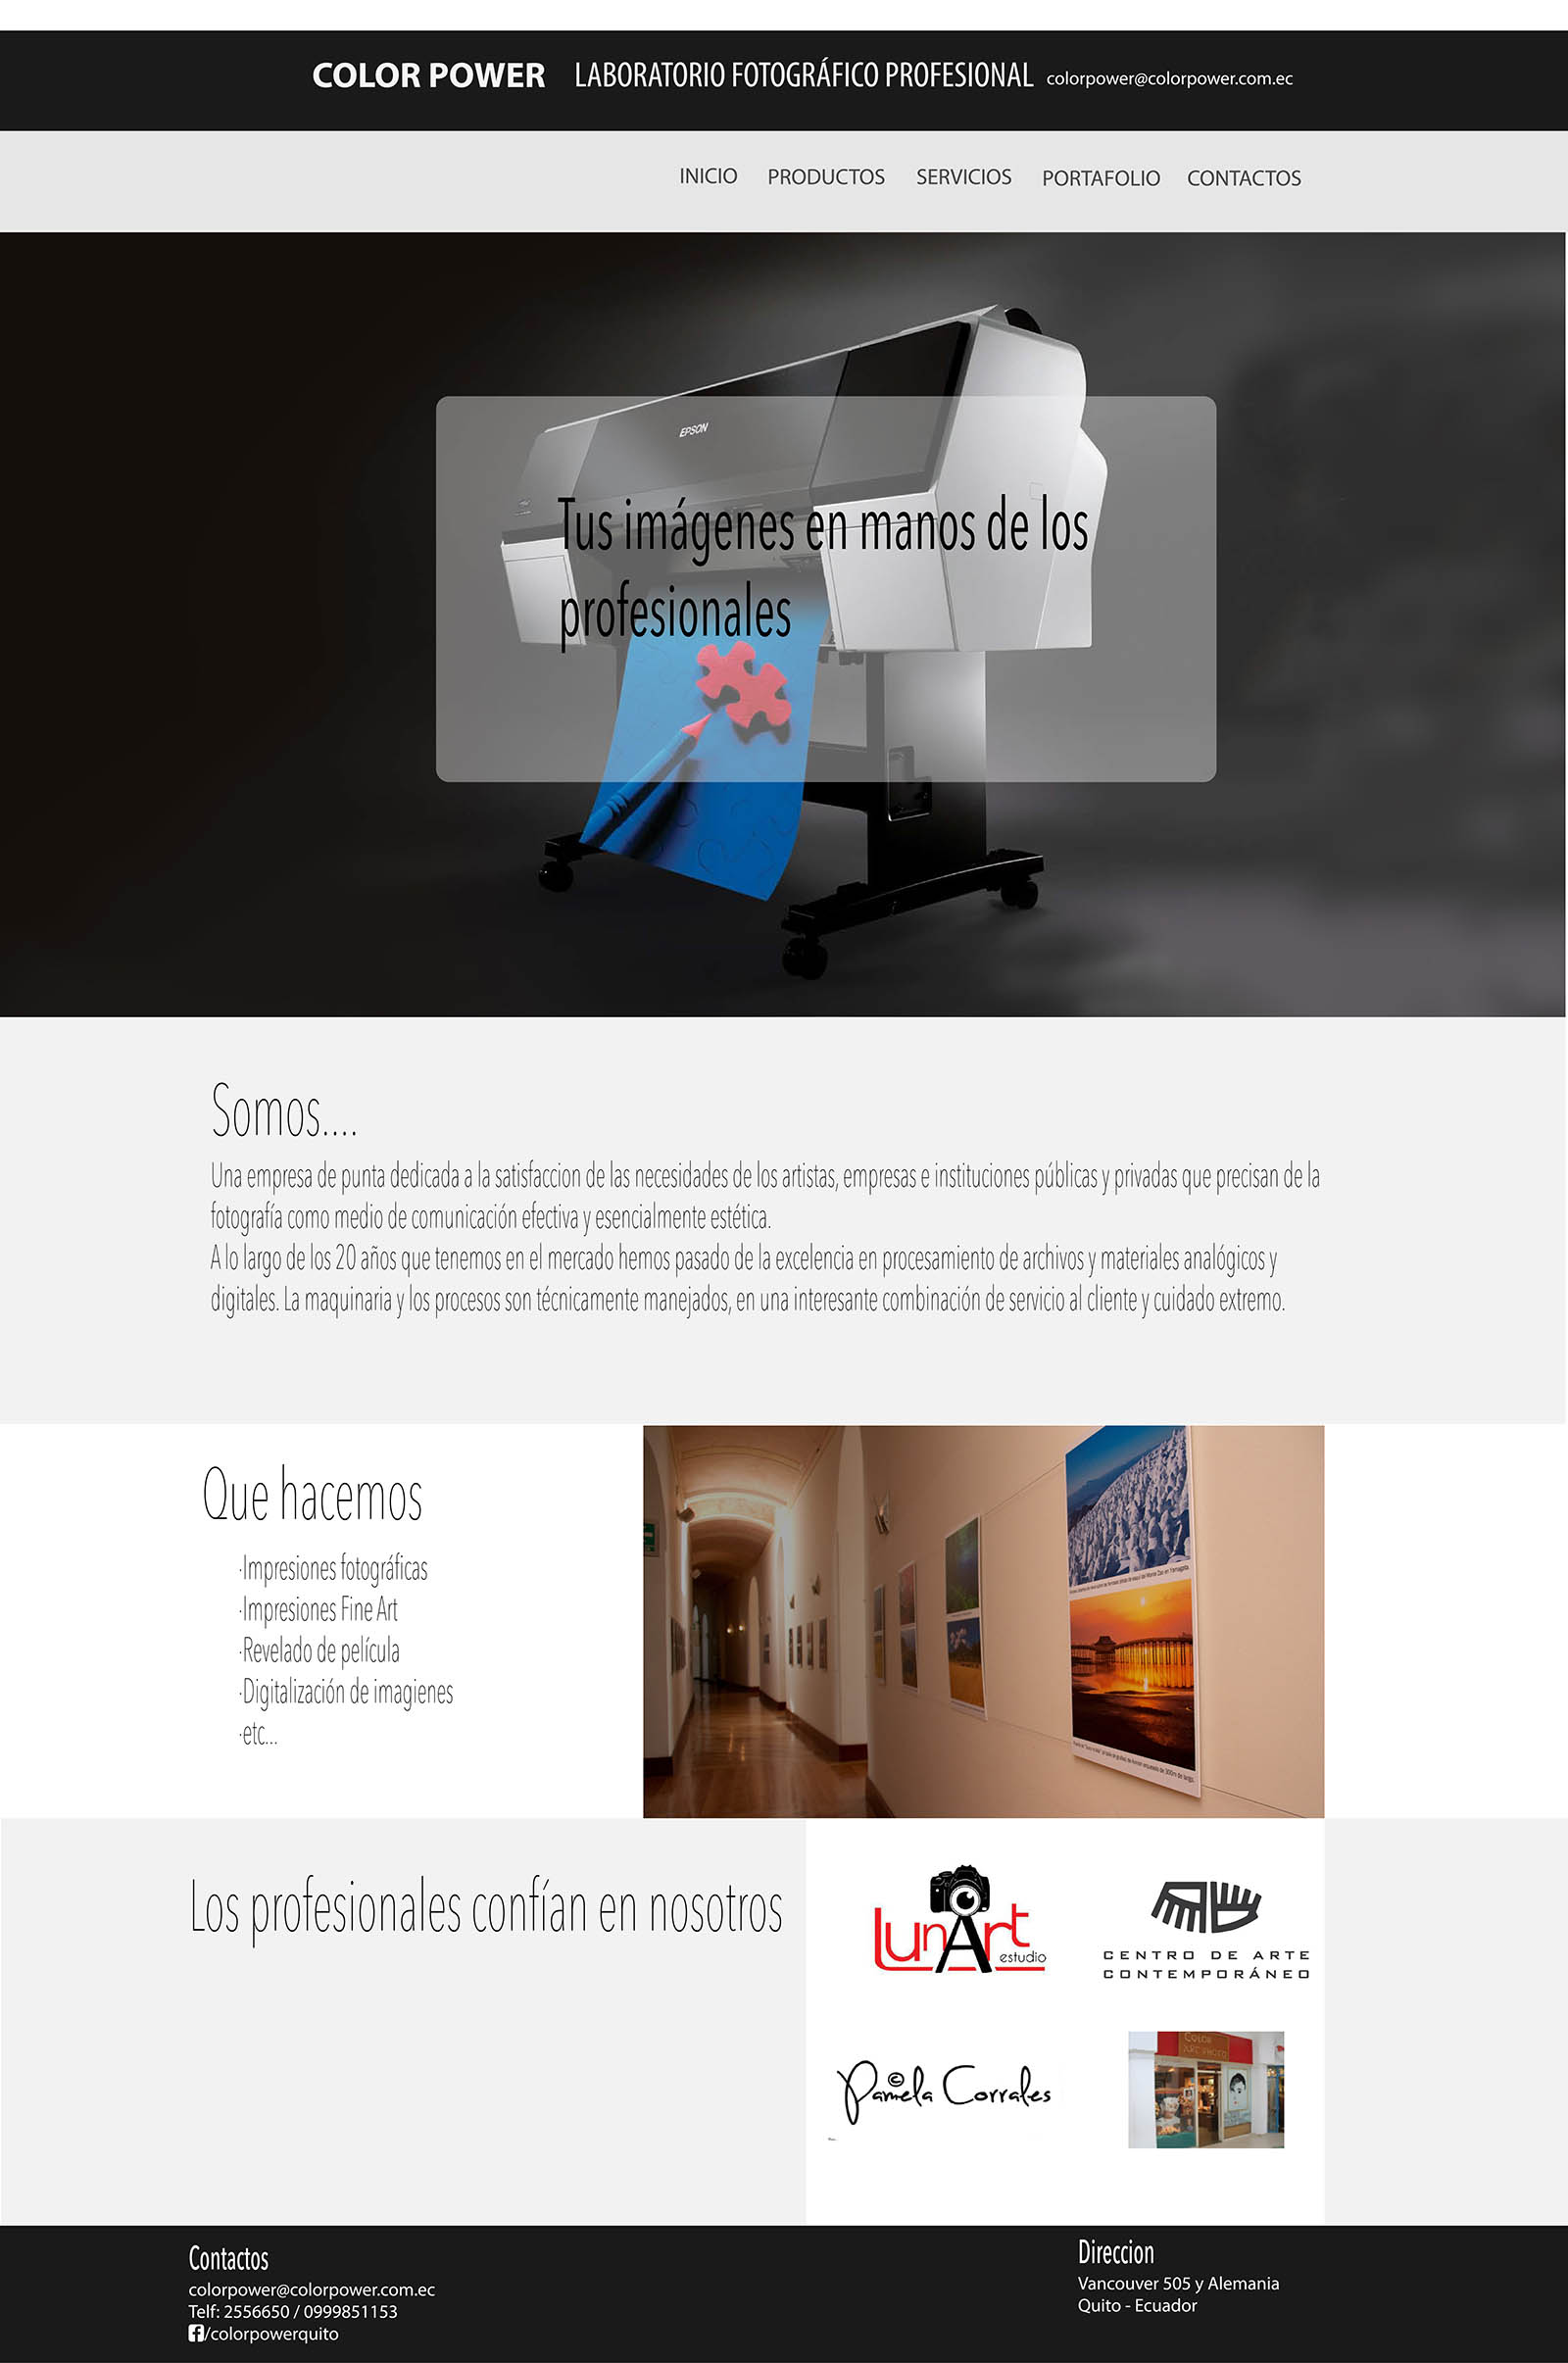 COLOR POWER LABORATORIO FOTOGRÁFICO PROFESIONAL colorpower@colorpower.com.ec
INICIO PRODUCTOS SERVICIOS PORTAFOLIO CONTACTOS
EPSON
Tus imágenes en manos de los
profesionales
Somos....
Una empresa de punta dedicada a la satisfaccion de las necesidades de los artistas, empresas e instituciones públicas y privadas que precisan de la
fotografía como medio de comunicación efectiva y esencialmente estética.
A lo largo de los 20 años que tenemos en el mercado hemos pasado de la excelencia en procesamiento de archivos y materiales analógicos y
digitales. La maquinaria y los procesos son técnicamente manejados, en una interesante combinación de servicio al cliente y cuidado extremo.
Que hacemos
·Impresiones fotográficas
·Impresiones Fine Art
·Revelado de película
·Digitalización de imagienes
·etc...
Los profesionales confían en nosotros
LunArt
estudio
CENTRO DE ARTE
CONTEMPORÁNEO
© Pamela Corrales
COLOR
ART PHOTO
Contactos
colorpower@colorpower.com.ec
Telf: 2556650 / 0999851153
/colorpowerquito
Direccion
Vancouver 505 y Alemania
Quito - Ecuador